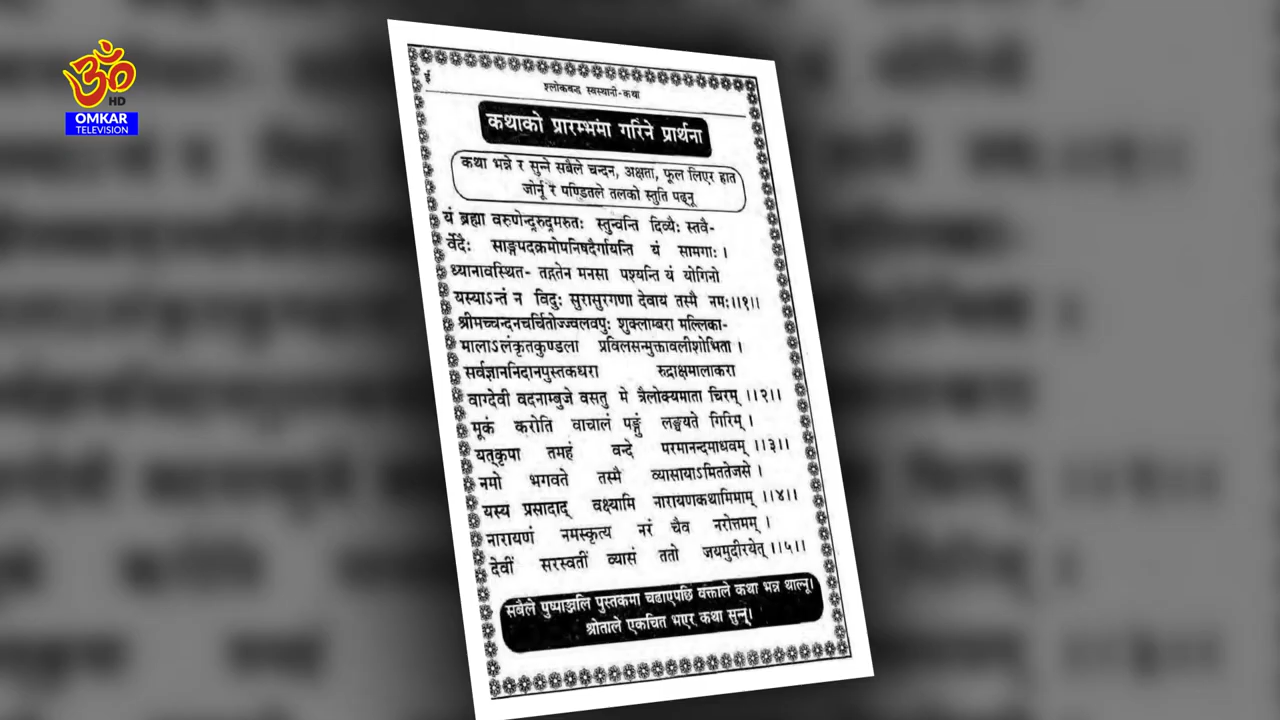 ॐ
HD
OMKAR
TELEVISION
ई
श्लोकबद्ध स्वस्थानी-कथा
कथाको प्रारम्भमा गरिने प्रार्थना
कथा भन्ने र सुन्ने सबैले चन्दन, अक्षता, फूल लिएर हात
जोर्नू र पण्डितले तलको स्तुति पढ्नू
यं ब्रह्मा वरुणेन्द्ररुद्रमरुतः स्तुन्वन्ति दिव्यैः स्तवै-
र्वेदैः साङ्गपदक्रमोपनिषदैर्गायन्ति यं सामगाः ।
ध्यानावस्थित- तद्गतेन मनसा पश्यन्ति यं योगिनो
यस्याऽन्तं न विदुः सुरासुरगणा देवाय तस्मै नमः।।१।।
श्रीमच्चन्दनचर्चितोज्ज्वलवपुः शुक्लाम्बरा मल्लिका-
मालाऽलंकृतकुण्डला प्रविलसन्मुक्तावलीशोभिता ।
सर्वज्ञाननिदानपुस्तकधरा रुद्राक्षमालाकरा
वाग्देवी वदनाम्बुजे वसतु मे त्रैलोक्यमाता चिरम् ।।२।।
मूकं करोति वाचालं पङ्गुं लङ्घयते गिरिम् ।
यत्कृपा तमहं वन्दे परमानन्दमाधवम् ।।३।।
नमो भगवते तस्मै व्यासायाऽमिततेजसे ।
यस्य प्रसादाद् वक्ष्यामि नारायणकथामिमाम् ।।४।।
नारायणं नमस्कृत्य नरं चैव नरोत्तमम् ।
देवीं सरस्वतीं व्यासं ततो जयमुदीरयेत् ।।५।।
सबैले पुष्पाञ्जलि पुस्तकमा चढाएपछि वक्ताले कथा भन्न थाल्नू।
श्रोताले एकचित भएर कथा सुन्नू।